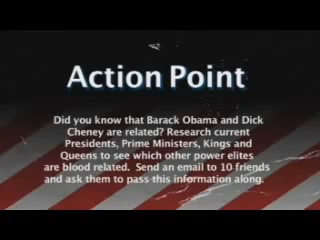 Action Point
Did you know that Barack Obama and Dick
Cheney are related? Research current
Presidents, Prime Ministers, Kings and
Queens to see which other power elites
are blood related. Send an email to 10 friends
and ask them to pass this information along.